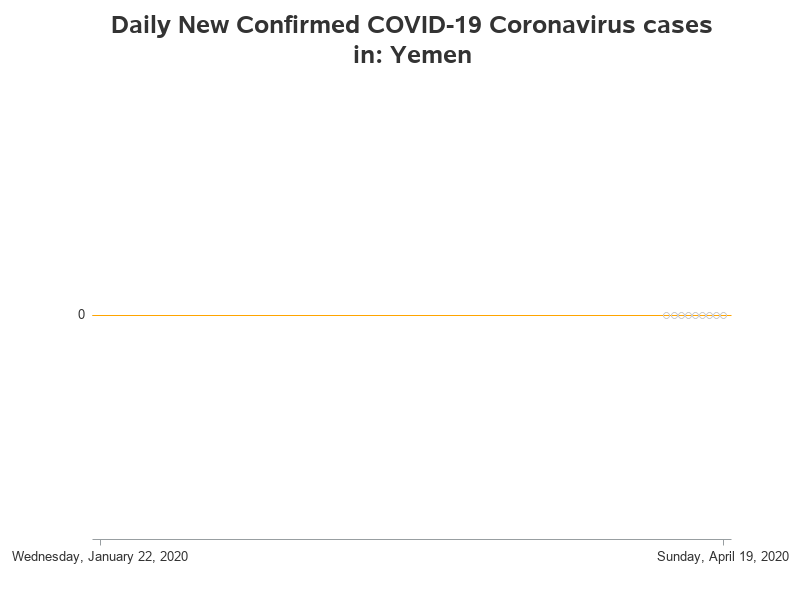 Daily New Confirmed COVID-19 Coronavirus cases
in: Yemen
0
Wednesday, January 22, 2020
Sunday, April 19, 2020